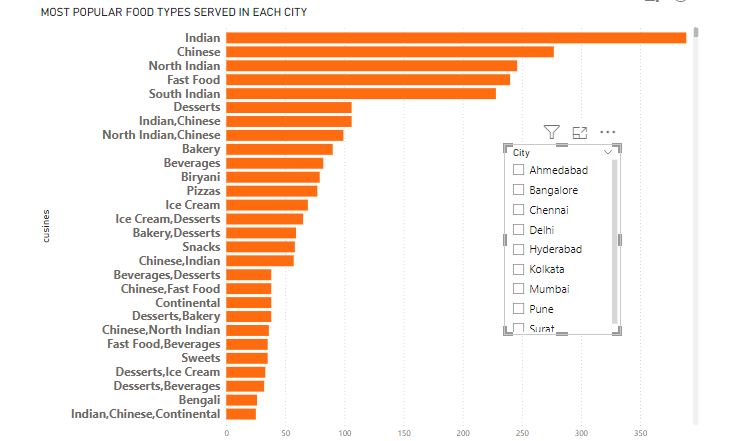 MOST POPULAR FOOD TYPES SERVED IN EACH CITY
Indian
Chinese
North Indian
Fast Food
South Indian
Desserts
Indian,Chinese
North Indian,Chinese
Bakery
Beverages
Biryani
Pizzas
Ice Cream
Ice Cream,Desserts
Bakery,Desserts
Snacks
Chinese,Indian
Beverages,Desserts
Chinese,Fast Food
Continental
Desserts,Bakery
Chinese,North Indian
Fast Food,Beverages
Sweets
Desserts,Ice Cream
Desserts,Beverages
Bengali
Indian,Chinese,Continental
cusines
0 50 100 150 200 250 300 350
City
Ahmedabad
Bangalore
Chennai
Delhi
Hyderabad
Kolkata
Mumbai
Pune
Surat